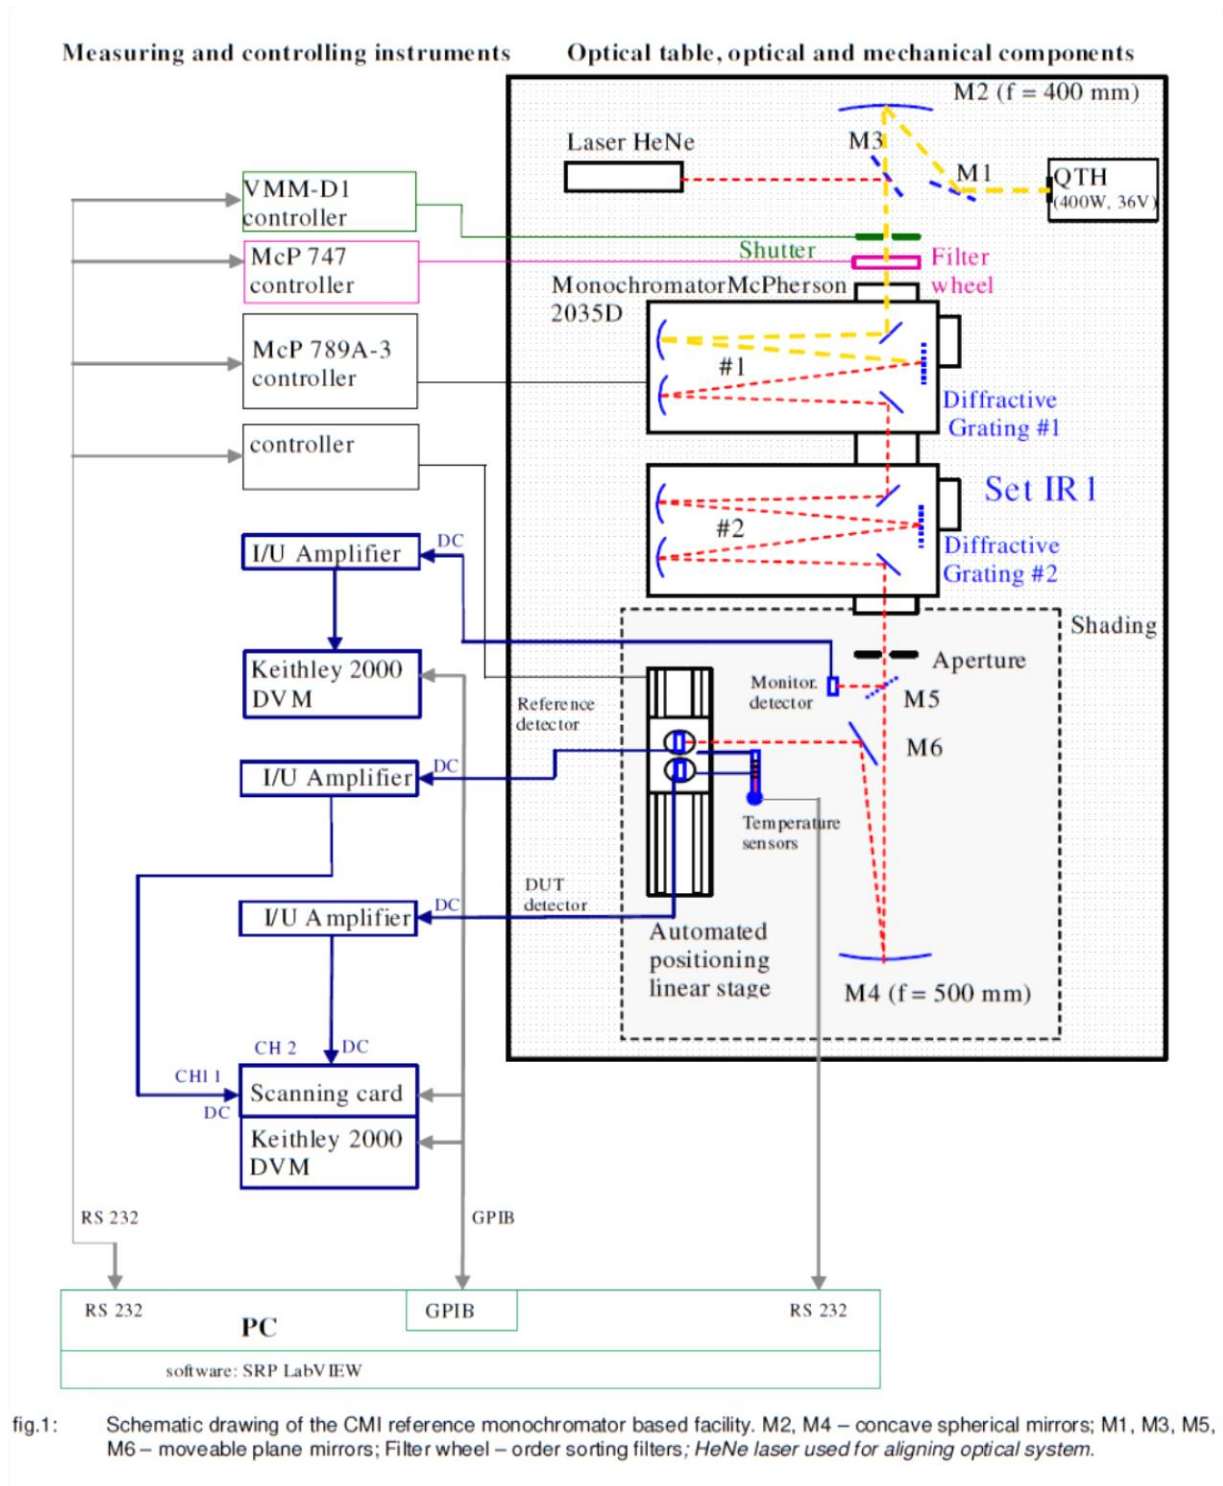 Measuring and controlling instruments
Optical table, optical and mechanical components
M2 (f = 400 mm)
Laser HeNe
M3
M1
QTH
(400W, 36V)
VMM-D1
controller
Shutter
Filter
wheel
McP 747
controller
MonochromatorMcPherson
2035D
McP 789A-3
controller
#1
Diffractive
Grating #1
controller
Set IR 1
#2
Diffractive
Grating #2
I/U Amplifier
DC
Shading
Aperture
Keithley 2000
DVM
Monitor.
detector
M5
Reference
detector
M6
I/U Amplifier
DC
Temperature
sensors
DUT
detector
I/U Amplifier
DC
Automated
positioning
linear stage
M4 (f = 500 mm)
CH 2
DC
CH1 1
DC
Scanning card
Keithley 2000
DVM
RS 232
GPIB
RS 232
GPIB
RS 232
PC
software: SRP LabVIEW
fig.1: Schematic drawing of the CMI reference monochromator based facility. M2, M4 – concave spherical mirrors; M1, M3, M5,
M6 – moveable plane mirrors; Filter wheel – order sorting filters; HeNe laser used for aligning optical system.